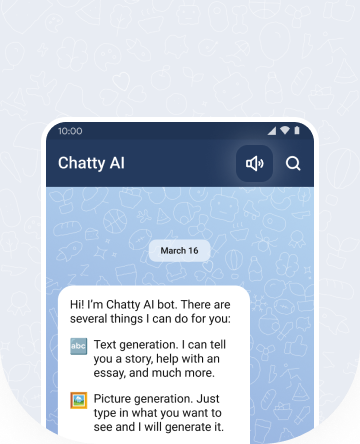 10:00
Chatty AI
March 16
Hi! I'm Chatty AI bot. There are
several things I can do for you:
abc
Text generation. I can tell
you a story, help with an
essay, and much more.
Picture generation. Just
type in what you want to
see and I will generate it.